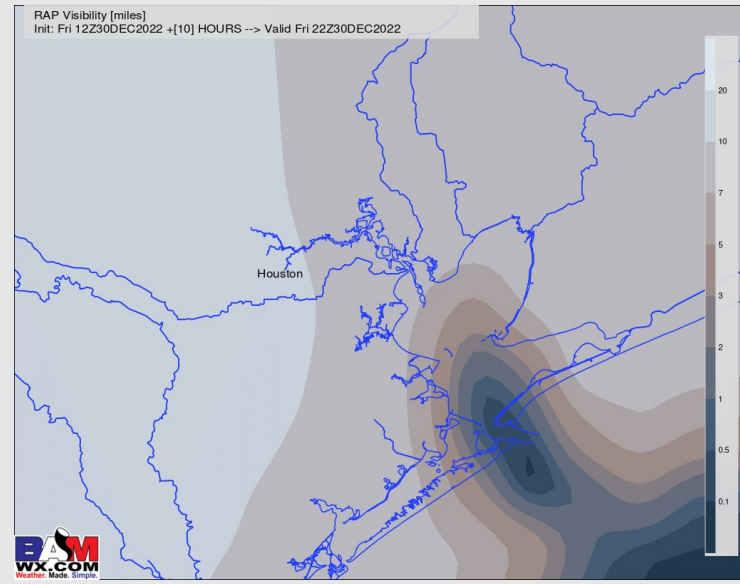 RAP Visibility [miles]
Init: Fri 12Z30DEC2022 +[10] HOURS --> Valid Fri 22Z30DEC2022
20
10
7
5
3
2
1
0.5
0.1
Houston
BAM
WX.COM
Weather. Made. Simple.